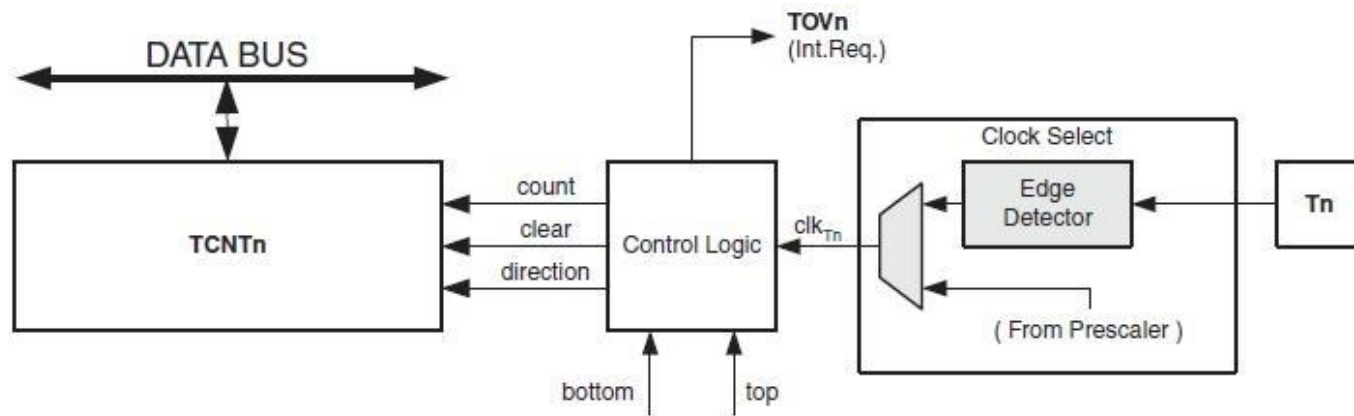 TOVn
(Int.Req.)
DATA BUS
Clock Select
count
Edge
Detector
Tn
TCNTn
clear
Control Logic
clkTn
direction
( From Prescaler )
bottom
top